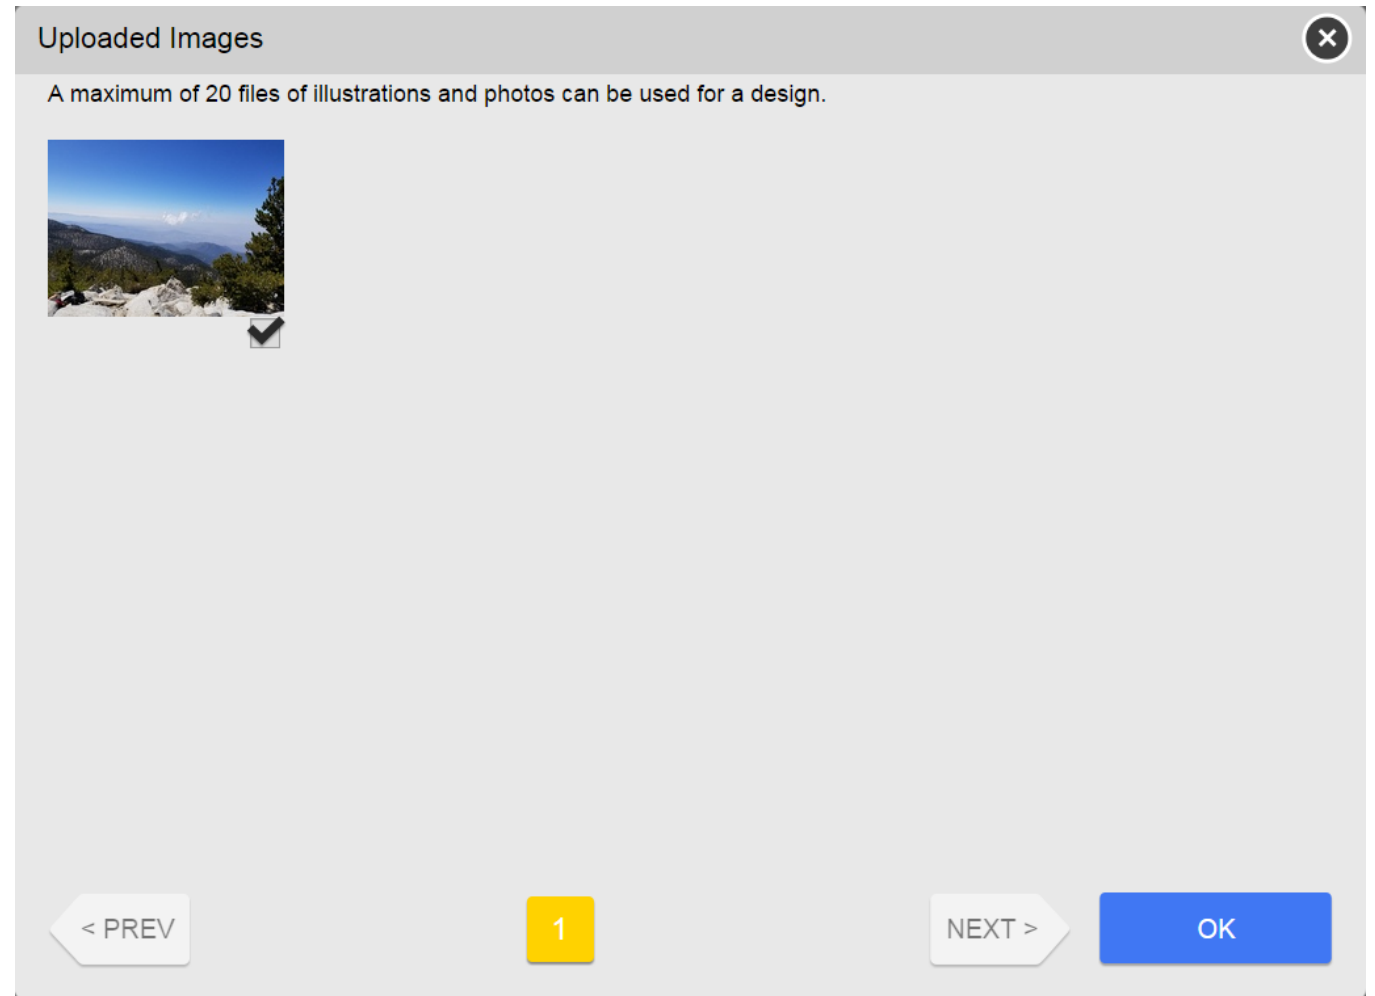 Uploaded Images
A maximum of 20 files of illustrations and photos can be used for a design.
< PREV
1
NEXT >
OK